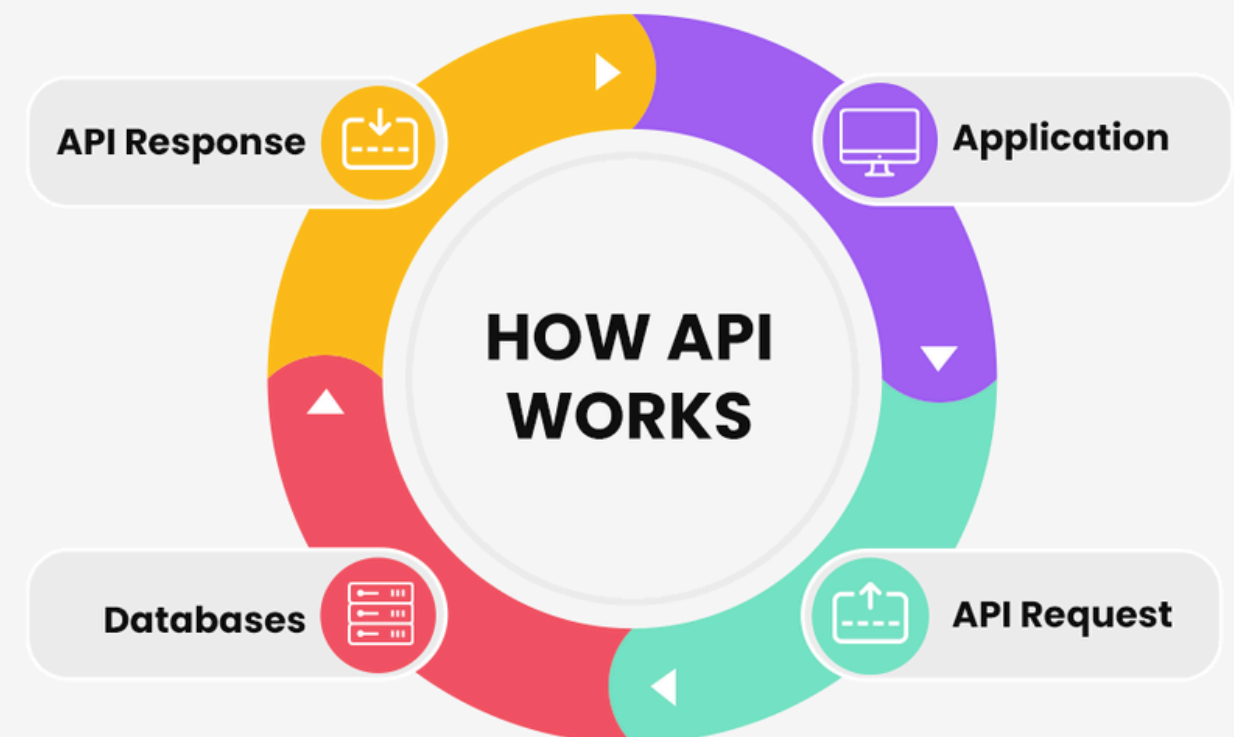 API Response
Application
HOW API
WORKS
Databases
API Request